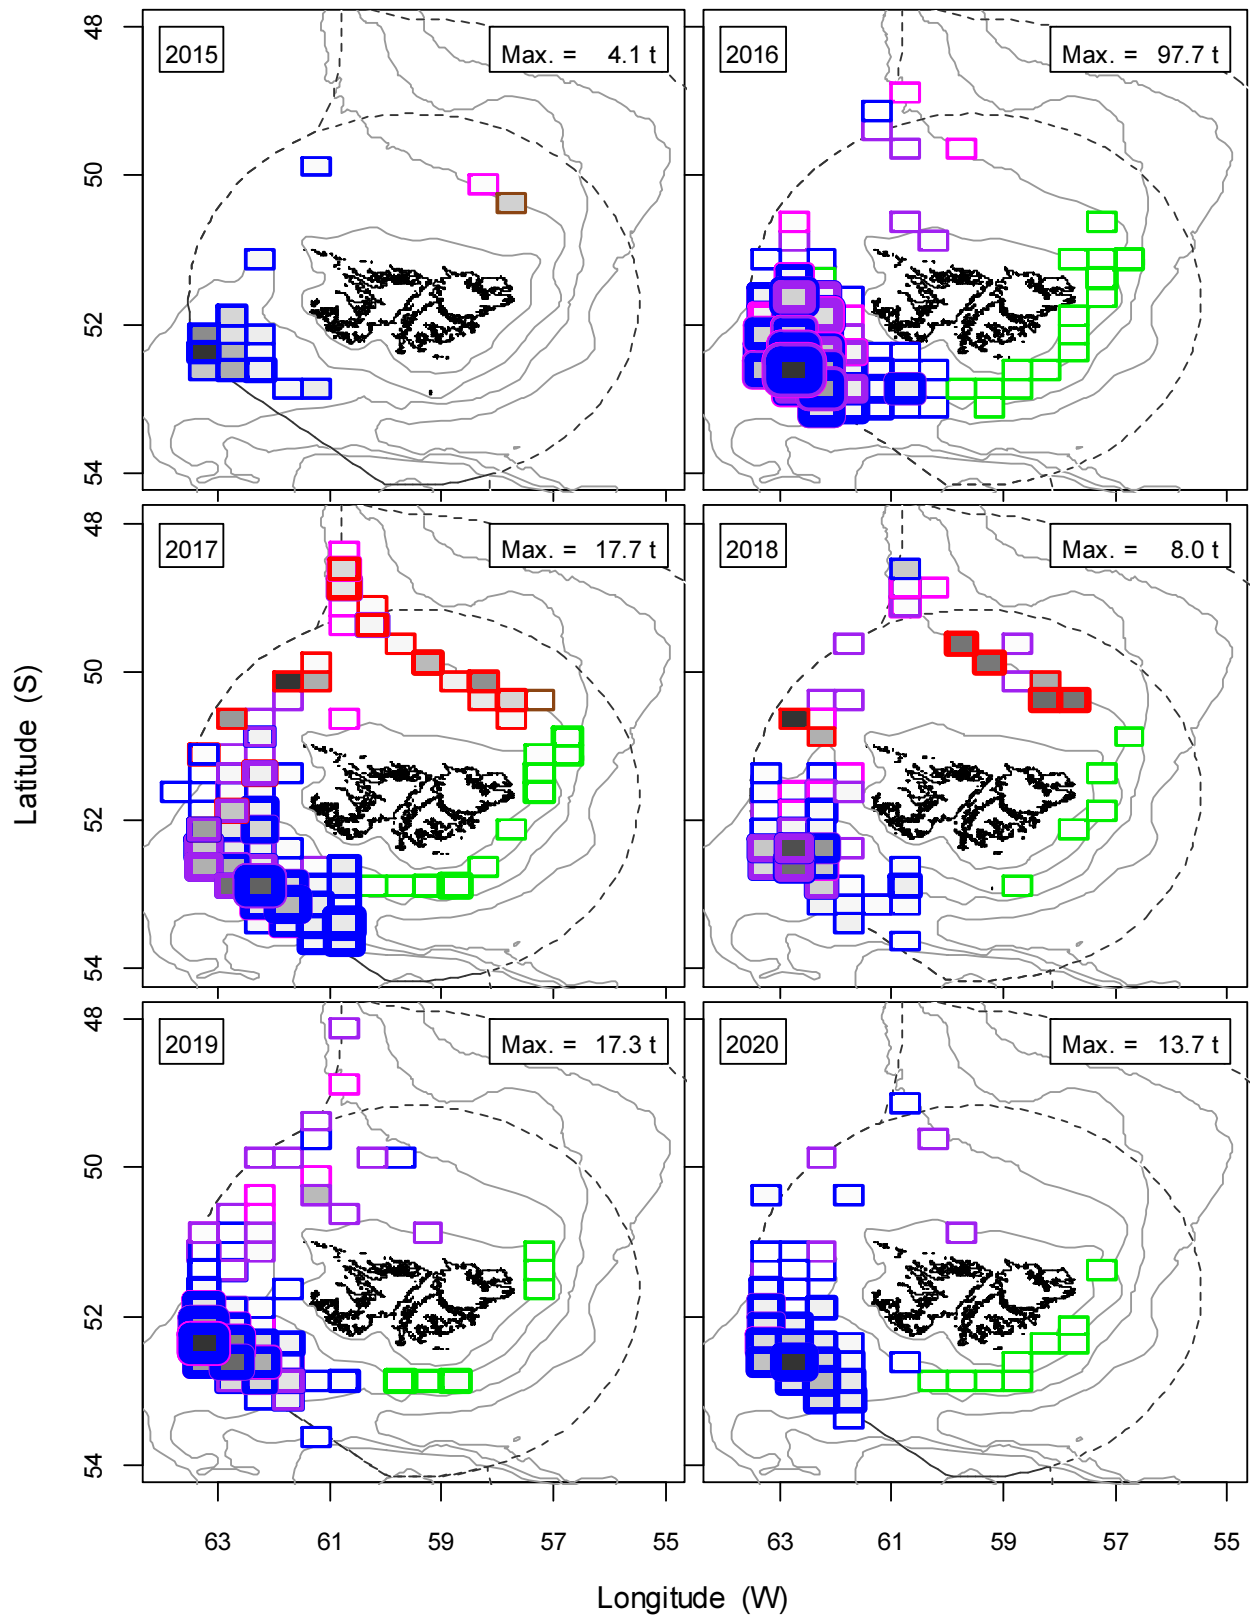 2015
Max. = 4.1 t
2016
Max. = 97.7 t
48
50
52
54
2017
Max. = 17.7 t
2018
Max. = 8.0 t
48
50
52
54
Latitude (S)
2019
Max. = 17.3 t
2020
Max. = 13.7 t
48
50
52
54
63 61 59 57 55 63 61 59 57 55
Longitude (W)